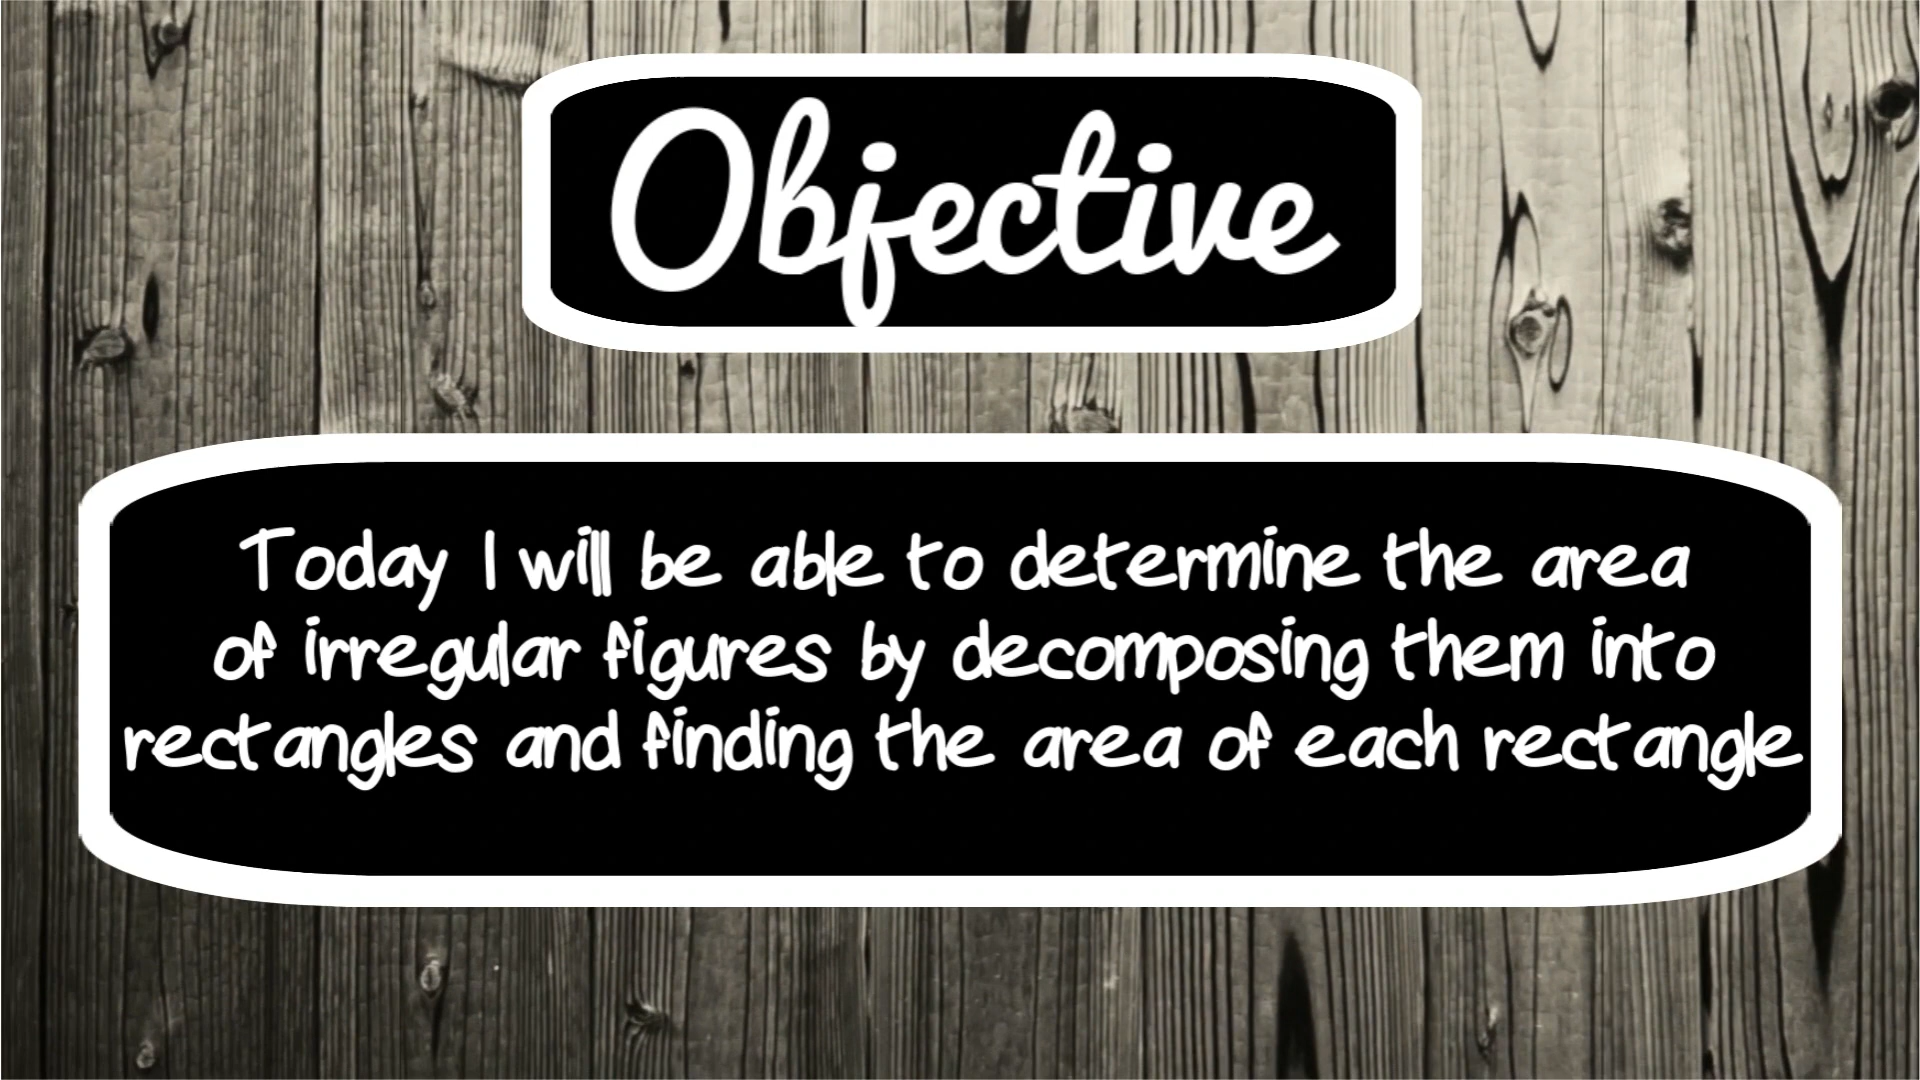 Objective
Today I will be able to determine the area
of irregular figures by decomposing them into
rectangles and finding the area of each rectangle